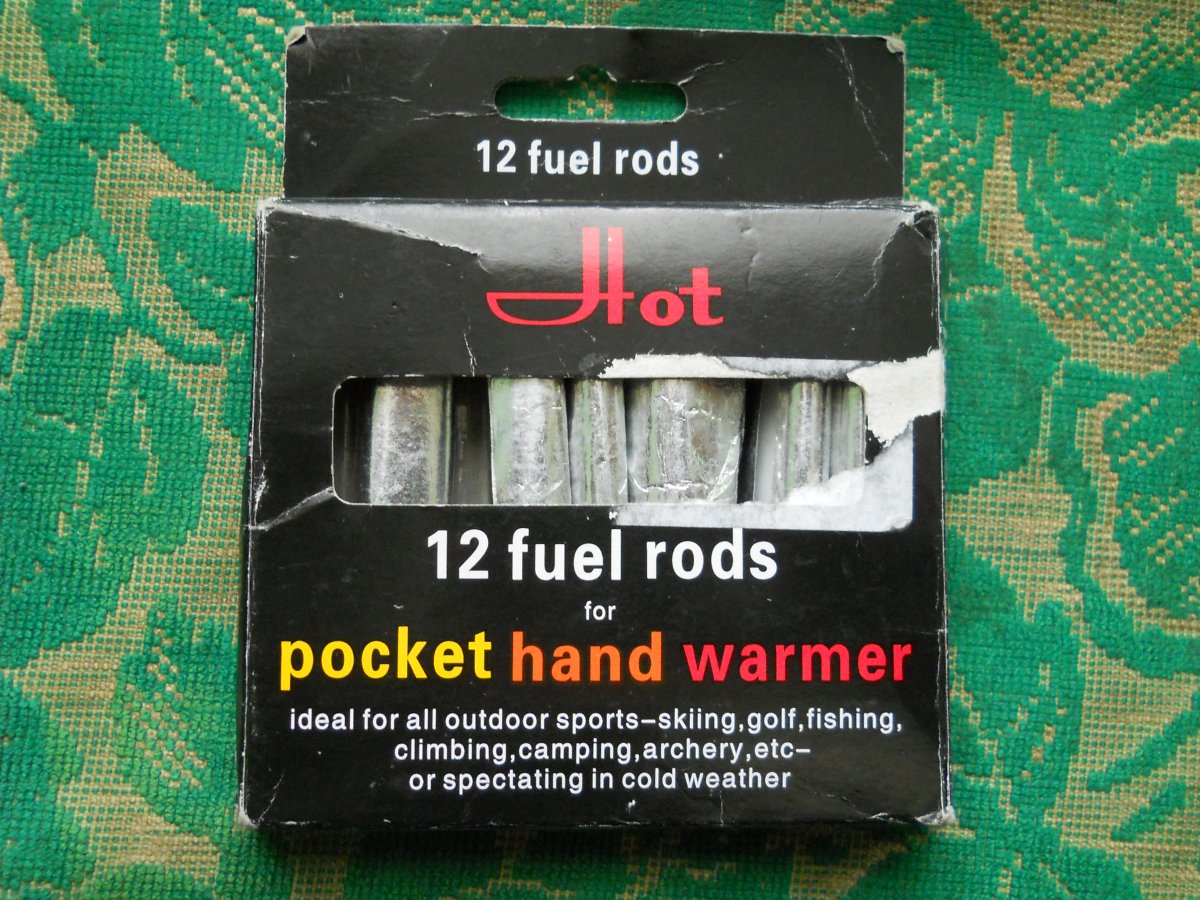 12 fuel rods
Hot
12 fuel rods
for
pocket hand warmer
ideal for all outdoor sports-skiing,golf,fishing,
climbing,camping,archery,etc-
or spectating in cold weather